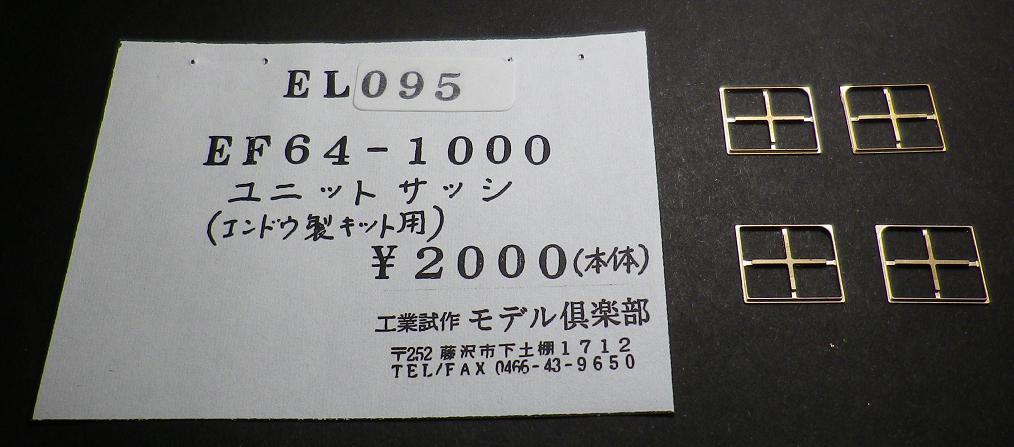 EL095
EF64-1000
ユニットサッシ
(エンドウ製キット用)
¥2000(本体)
工業試作 モデル倶楽部
〒252 藤沢市下土棚1712
TEL/FAX 0466-43-9650